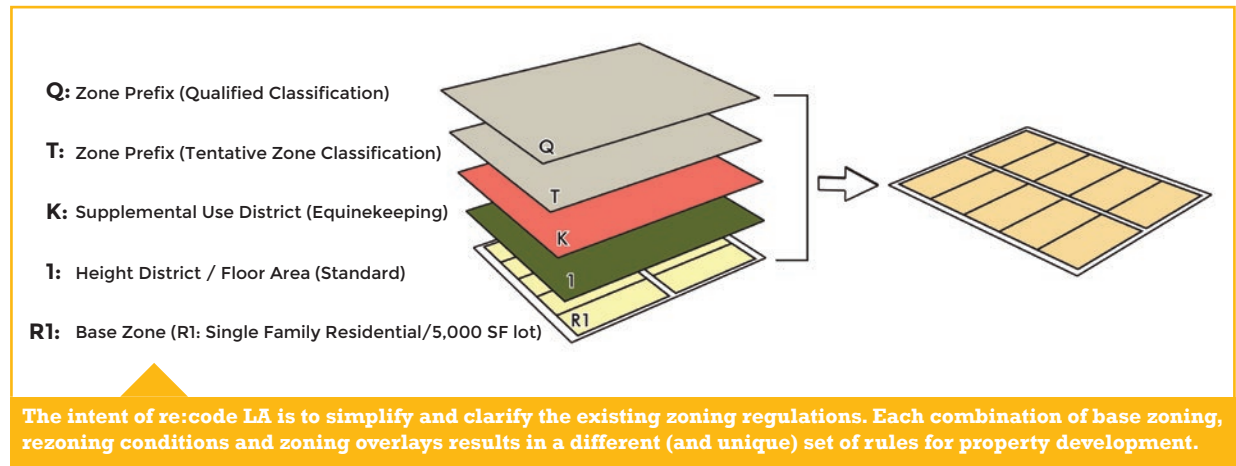 Q: Zone Prefix (Qualified Classification)
T: Zone Prefix (Tentative Zone Classification)
K: Supplemental Use District (Equinekeeping)
1: Height District / Floor Area (Standard)
R1: Base Zone (R1: Single Family Residential/5,000 SF lot)
Q
T
K
1
R1
The intent of re:code LA is to simplify and clarify the existing zoning regulations. Each combination of base zoning,
rezoning conditions and zoning overlays results in a different (and unique) set of rules for property development.